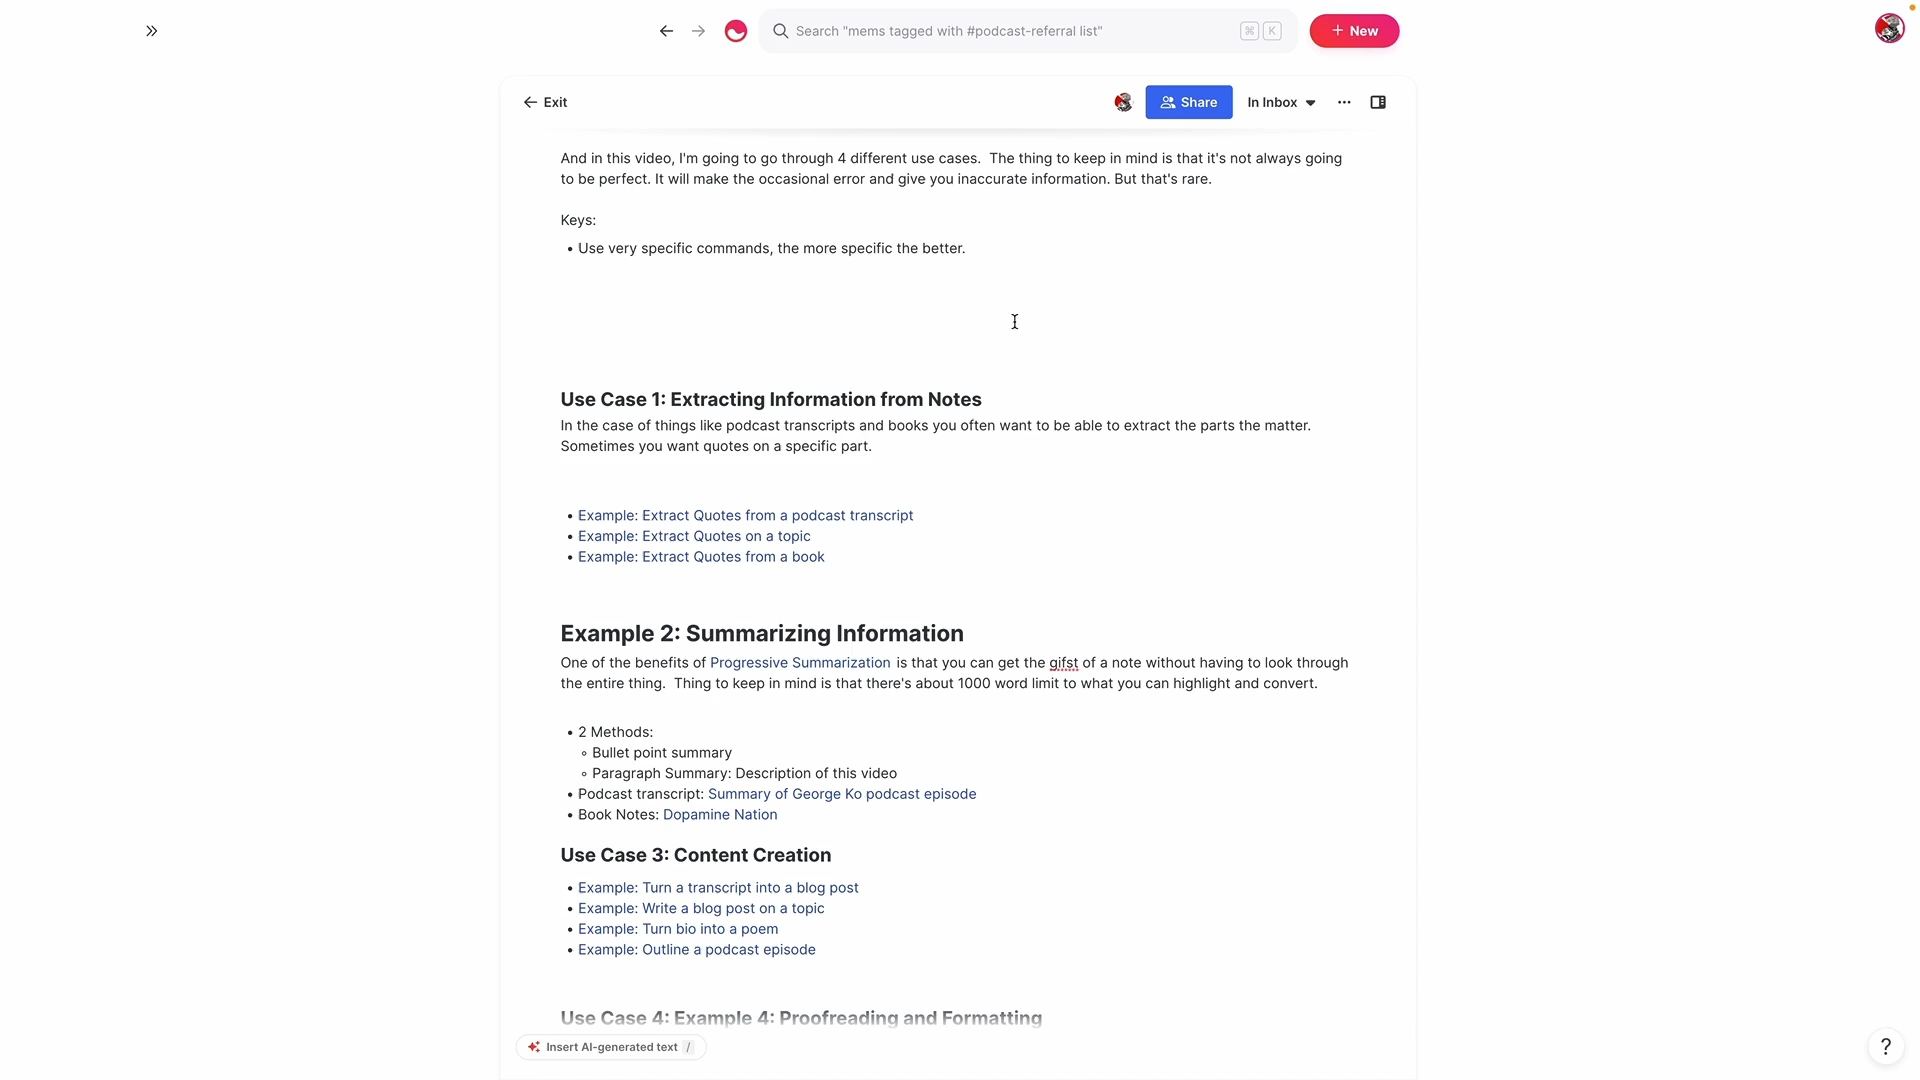 Search "mems tagged with #podcast-referral list"
⌘ K
+ New
Exit
Share
In Inbox
And in this video, I'm going to go through 4 different use cases.  The thing to keep in mind is that it's not always going
to be perfect. It will make the occasional error and give you inaccurate information. But that's rare.
Keys:
• Use very specific commands, the more specific the better.
Use Case 1: Extracting Information from Notes
In the case of things like podcast transcripts and books you often want to be able to extract the parts the matter.
Sometimes you want quotes on a specific part.
• Example: Extract Quotes from a podcast transcript
• Example: Extract Quotes on a topic
• Example: Extract Quotes from a book
Example 2: Summarizing Information
One of the benefits of Progressive Summarization is that you can get the gifst of a note without having to look through
the entire thing.  Thing to keep in mind is that there's about 1000 word limit to what you can highlight and convert.
• 2 Methods:
◦ Bullet point summary
◦ Paragraph Summary: Description of this video
• Podcast transcript: Summary of George Ko podcast episode
• Book Notes: Dopamine Nation
Use Case 3: Content Creation
• Example: Turn a transcript into a blog post
• Example: Write a blog post on a topic
• Example: Turn bio into a poem
• Example: Outline a podcast episode
Use Case 4: Example 4: Proofreading and Formatting
Insert AI-generated text /
?